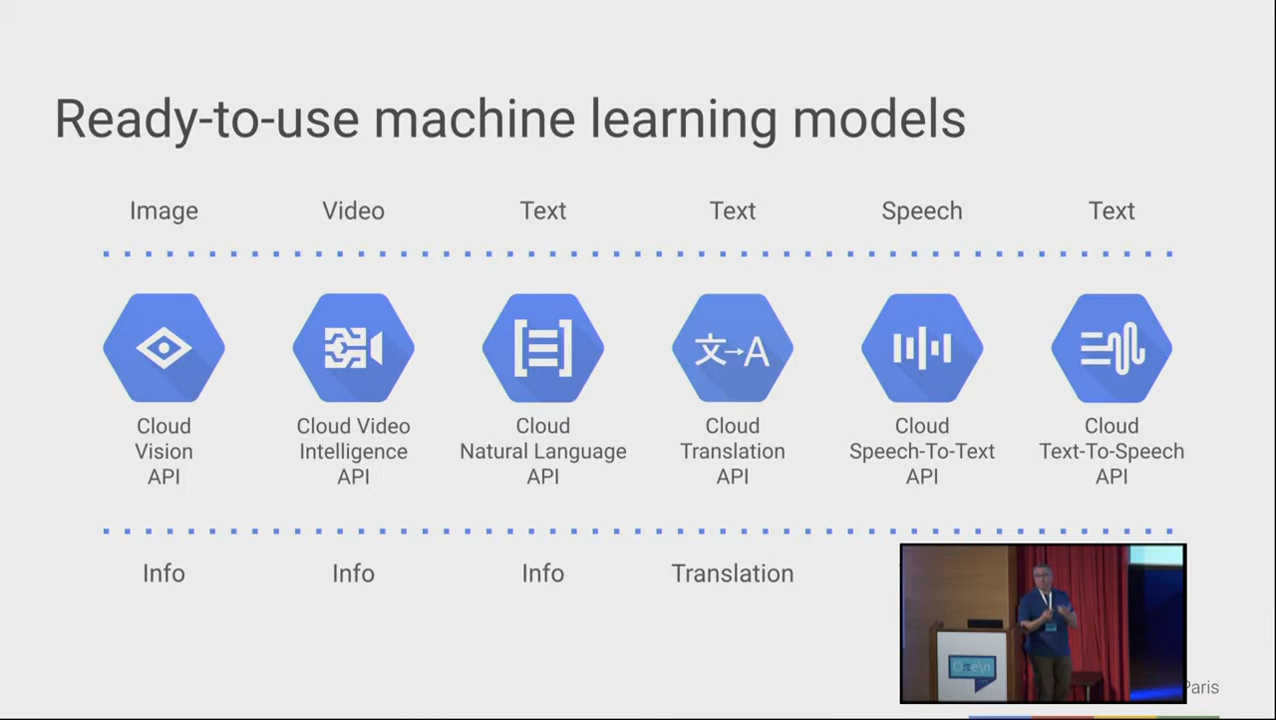 Ready-to-use machine learning models
Image Video Text Text Speech Text
文→A
Cloud Cloud Video Cloud Cloud Cloud Cloud
Vision Intelligence Natural Language Translation Speech-To-Text Text-To-Speech
API API API API API API
Info Info Info Translation
Paris